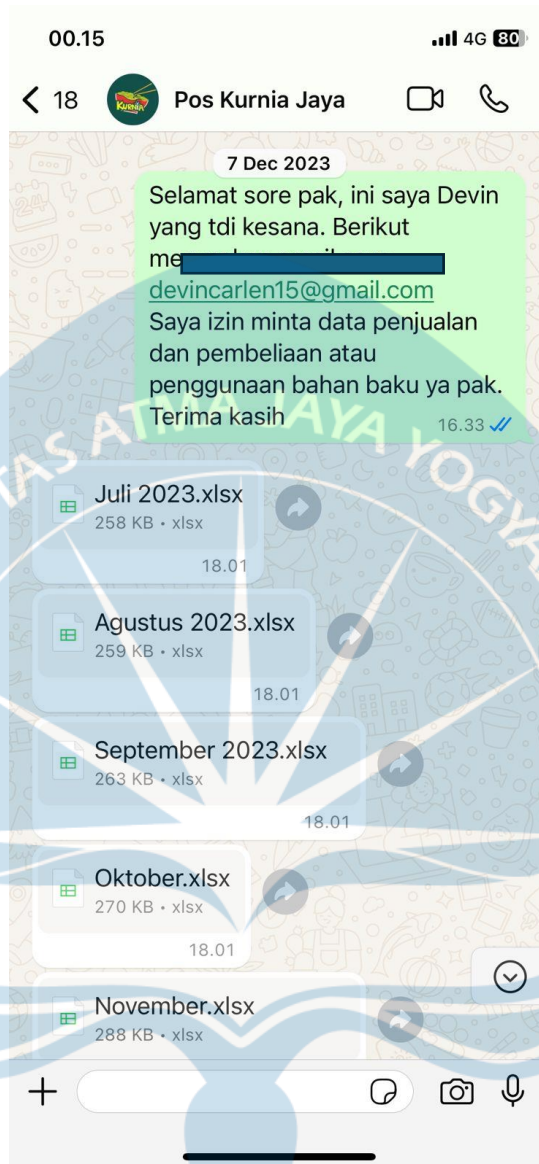 00.15
4G 80
18 KURNIA Pos Kurnia Jaya
7 Dec 2023
Selamat sore pak, ini saya Devin
yang tdi kesana. Berikut
devincarlen15@gmail.com
Saya izin minta data penjualan
dan pembeliaan atau
penggunaan bahan baku ya pak.
Terima kasih
16.33
TAS ATMA JAYA YOGYA
Juli 2023.xlsx
258 KB • xlsx
18.01
Agustus 2023.xlsx
259 KB • xlsx
18.01
September 2023.xlsx
263 KB • xlsx
18.01
Oktober.xlsx
270 KB • xlsx
18.01
November.xlsx
288 KB • xlsx